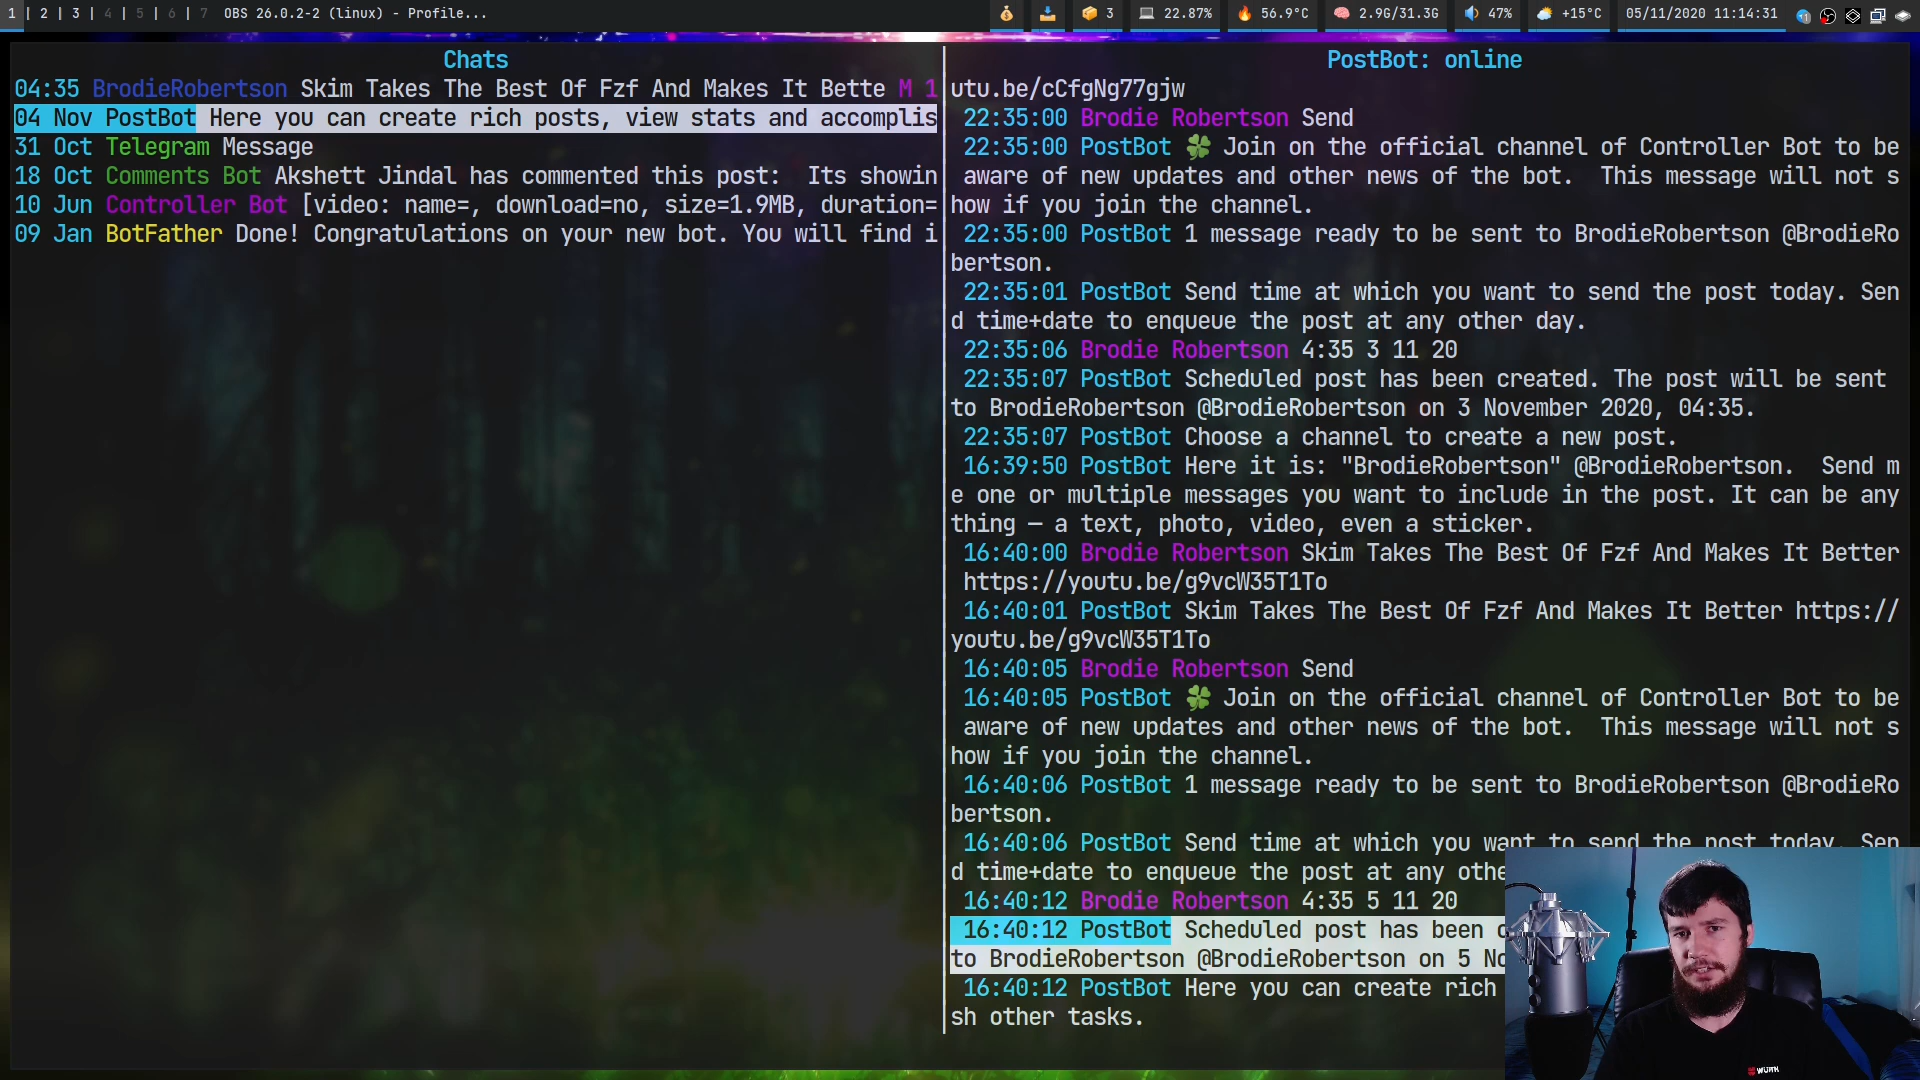 1 | 2 | 3 | 4 | 5 | 6 | 7 OBS 26.0.2-2 (linux) - Profile... 3 22.87% 56.9°C 2.9G/31.3G 47% +15°C 05/11/2020 11:14:31
Chats
04:35 BrodieRobertson Skim Takes The Best Of Fzf And Makes It Bette M 1
04 Nov PostBot Here you can create rich posts, view stats and accomplis
31 Oct Telegram Message
18 Oct Comments Bot Akshett Jindal has commented this post:  Its showin
10 Jun Controller Bot [video: name=, download=no, size=1.9MB, duration=
09 Jan BotFather Done! Congratulations on your new bot. You will find i
PostBot: online
utu.be/cCfgNg77gjw
22:35:00 Brodie Robertson Send
22:35:00 PostBot 🍀 Join on the official channel of Controller Bot to be
aware of new updates and other news of the bot.  This message will not s
how if you join the channel.
22:35:00 PostBot 1 message ready to be sent to BrodieRobertson @BrodieRo
bertson.
22:35:01 PostBot Send time at which you want to send the post today. Sen
d time+date to enqueue the post at any other day.
22:35:06 Brodie Robertson 4:35 3 11 20
22:35:07 PostBot Scheduled post has been created. The post will be sent
to BrodieRobertson @BrodieRobertson on 3 November 2020, 04:35.
22:35:07 PostBot Choose a channel to create a new post.
16:39:50 PostBot Here it is: "BrodieRobertson" @BrodieRobertson.  Send m
e one or multiple messages you want to include in the post. It can be any
thing — a text, photo, video, even a sticker.
16:40:00 Brodie Robertson Skim Takes The Best Of Fzf And Makes It Better
https://youtu.be/g9vcW35T1To
16:40:01 PostBot Skim Takes The Best Of Fzf And Makes It Better https://
youtu.be/g9vcW35T1To
16:40:05 Brodie Robertson Send
16:40:05 PostBot 🍀 Join on the official channel of Controller Bot to be
aware of new updates and other news of the bot.  This message will not s
how if you join the channel.
16:40:06 PostBot 1 message ready to be sent to BrodieRobertson @BrodieRo
bertson.
16:40:06 PostBot Send time at which you want to send the post today. Sen
d time+date to enqueue the post at any othe
16:40:12 Brodie Robertson 4:35 5 11 20
16:40:12 PostBot Scheduled post has been
to BrodieRobertson @BrodieRobertson on 5 No
16:40:12 PostBot Here you can create rich
sh other tasks.
WURTH